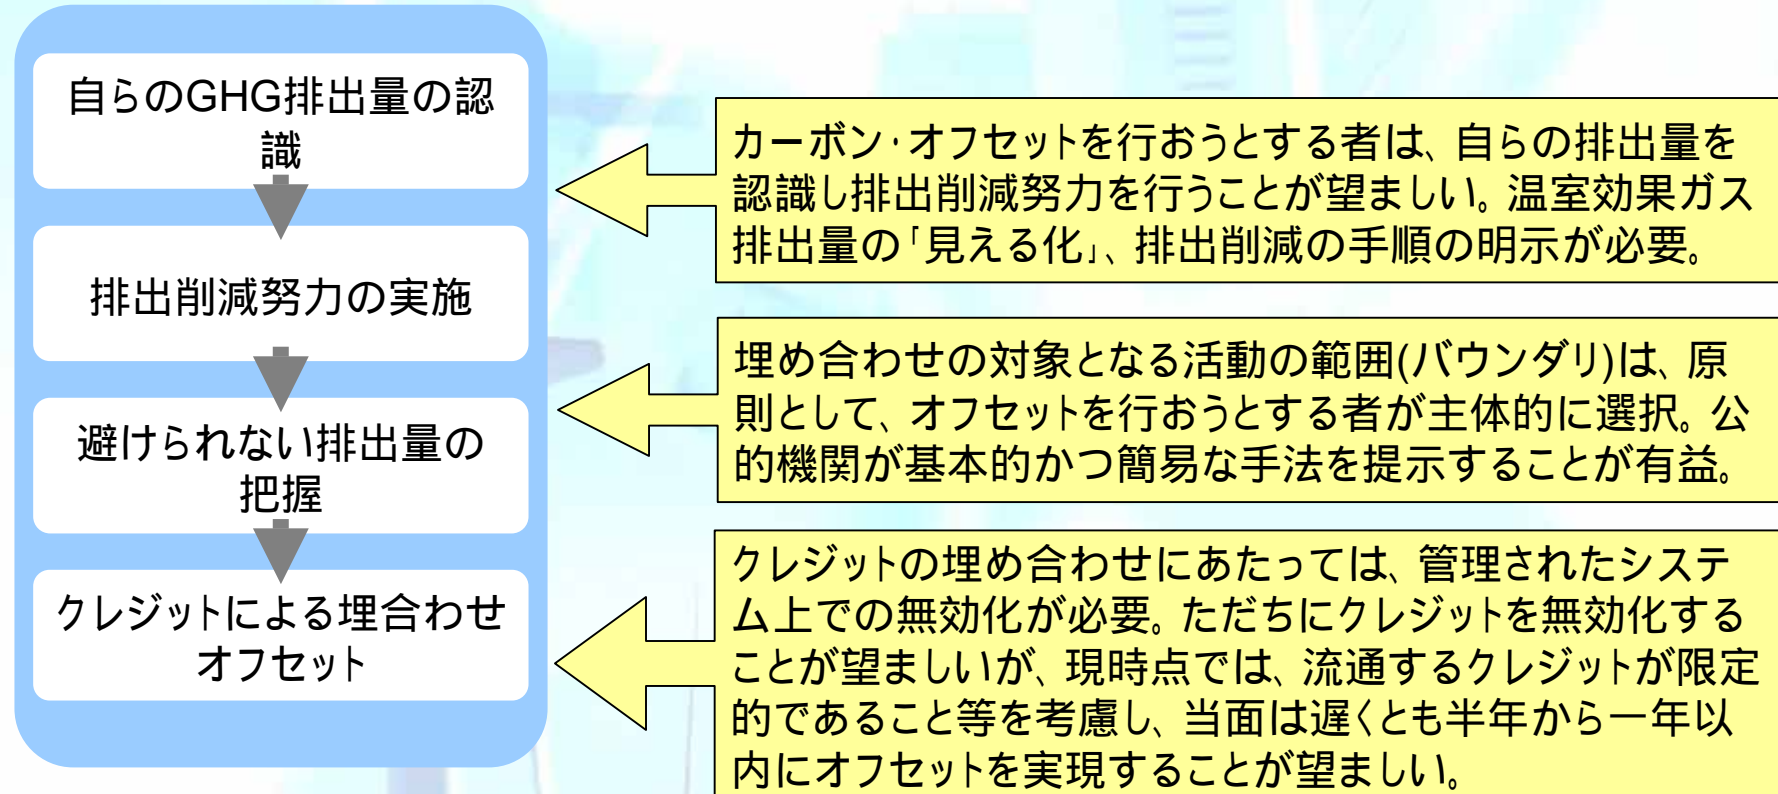 自らのGHG排出量の認
識
排出削減努力の実施
避けられない排出量の
把握
クレジットによる埋合わせ
オフセット
カーボン・オフセットを行おうとする者は、自らの排出量を
認識し排出削減努力を行うことが望ましい。温室効果ガス
排出量の「見える化」、排出削減の手順の明示が必要。
埋め合わせの対象となる活動の範囲(バウンダリ)は、原
則として、オフセットを行おうとする者が主体的に選択。公
的機関が基本的かつ簡易な手法を提示することが有益。
クレジットの埋め合わせにあたっては、管理されたシステ
ム上での無効化が必要。ただちにクレジットを無効化する
ことが望ましいが、現時点では、流通するクレジットが限定
的であること等を考慮し、当面は遅くとも半年から一年以
内にオフセットを実現することが望ましい。